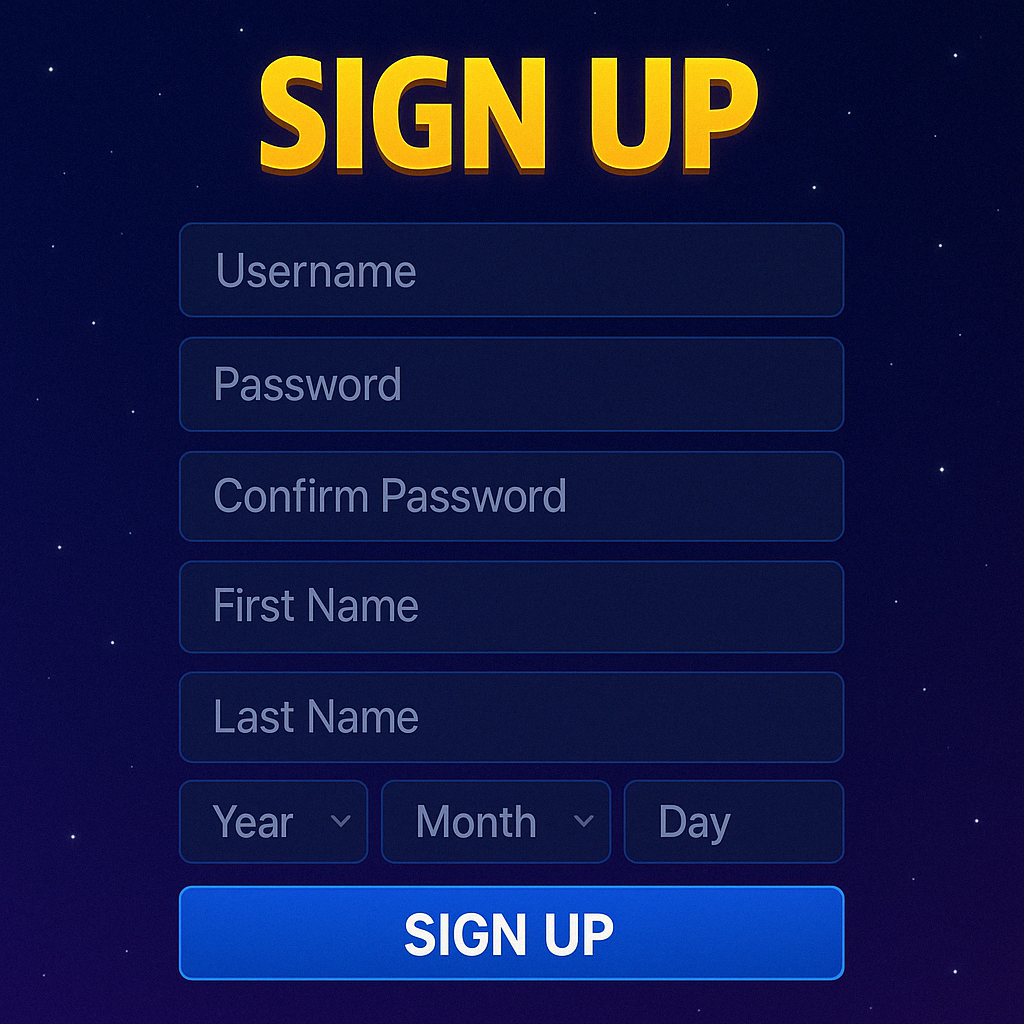 SIGN UP
Username
Password
Confirm Password
First Name
Last Name
Year Month Day
SIGN UP